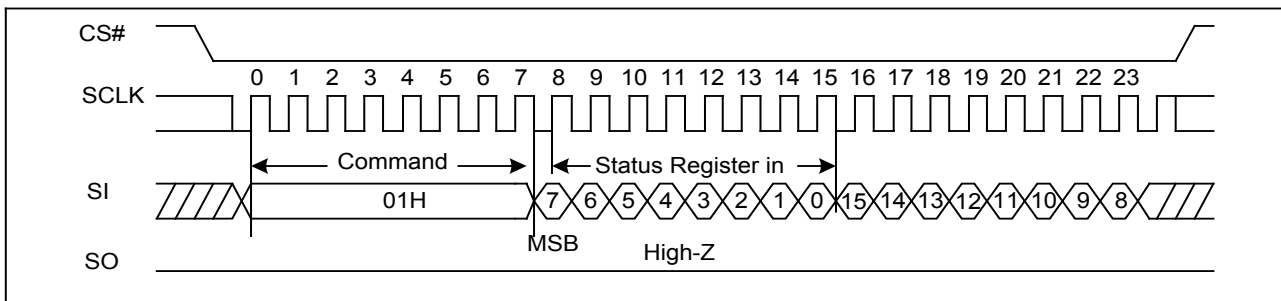 CS#
0 1 2 3 4 5 6 7 8 9 10 11 12 13 14 15 16 17 18 19 20 21 22 23
SCLK
Command Status Register in
SI 01H 7 6 5 4 3 2 1 0 15 14 13 12 11 10 9 8
MSB High-Z
SO